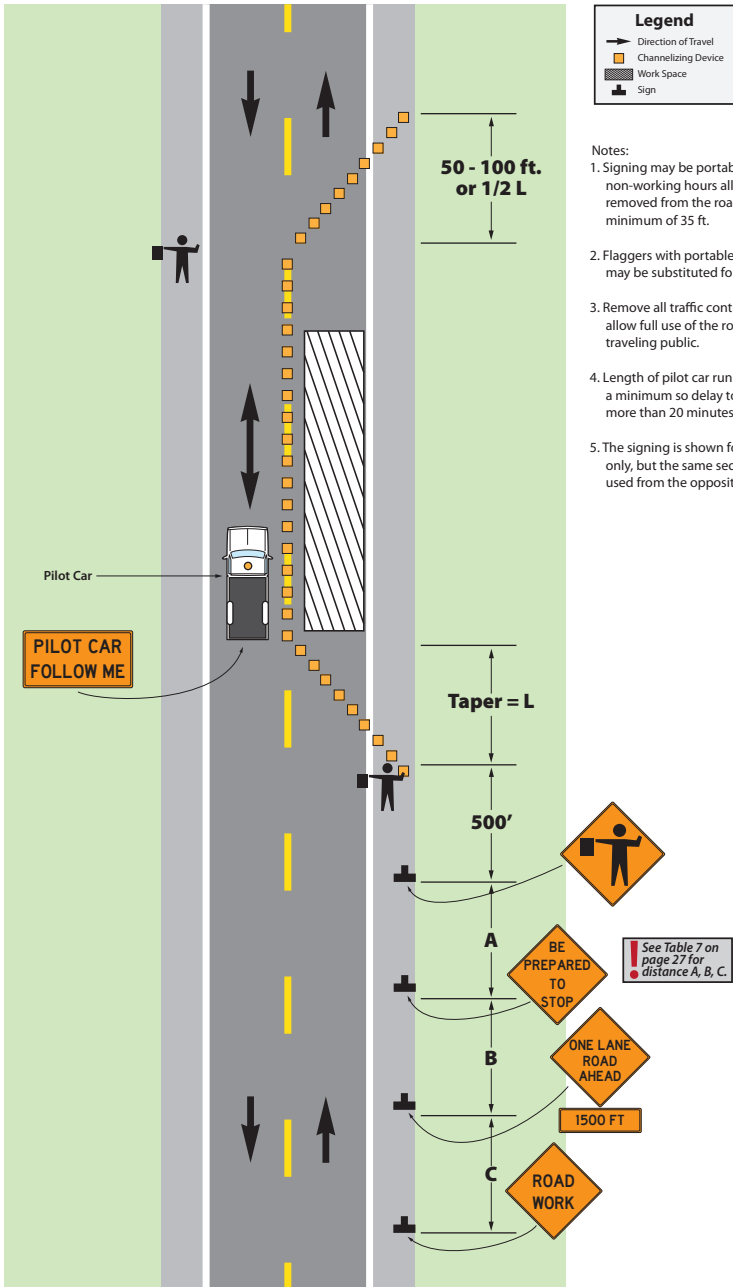 Legend
Direction of Travel
Channelizing Device
Work Space
Sign
Notes:
1. Signing may be portab
non-working hours all
removed from the roa
minimum of 35 ft.
2. Flaggers with portable
may be substituted fo
3. Remove all traffic cont
allow full use of the ro
traveling public.
4. Length of pilot car run
a minimum so delay to
more than 20 minutes
5. The signing is shown fo
only, but the same sec
used from the opposit
50 - 100 ft.
or 1/2 L
Pilot Car
PILOT CAR
FOLLOW ME
Taper = L
500’
A
BE
PREPARED
TO
STOP
! See Table 7 on
page 27 for
distance A, B, C.
B
ONE LANE
ROAD
AHEAD
1500 FT
C
ROAD
WORK